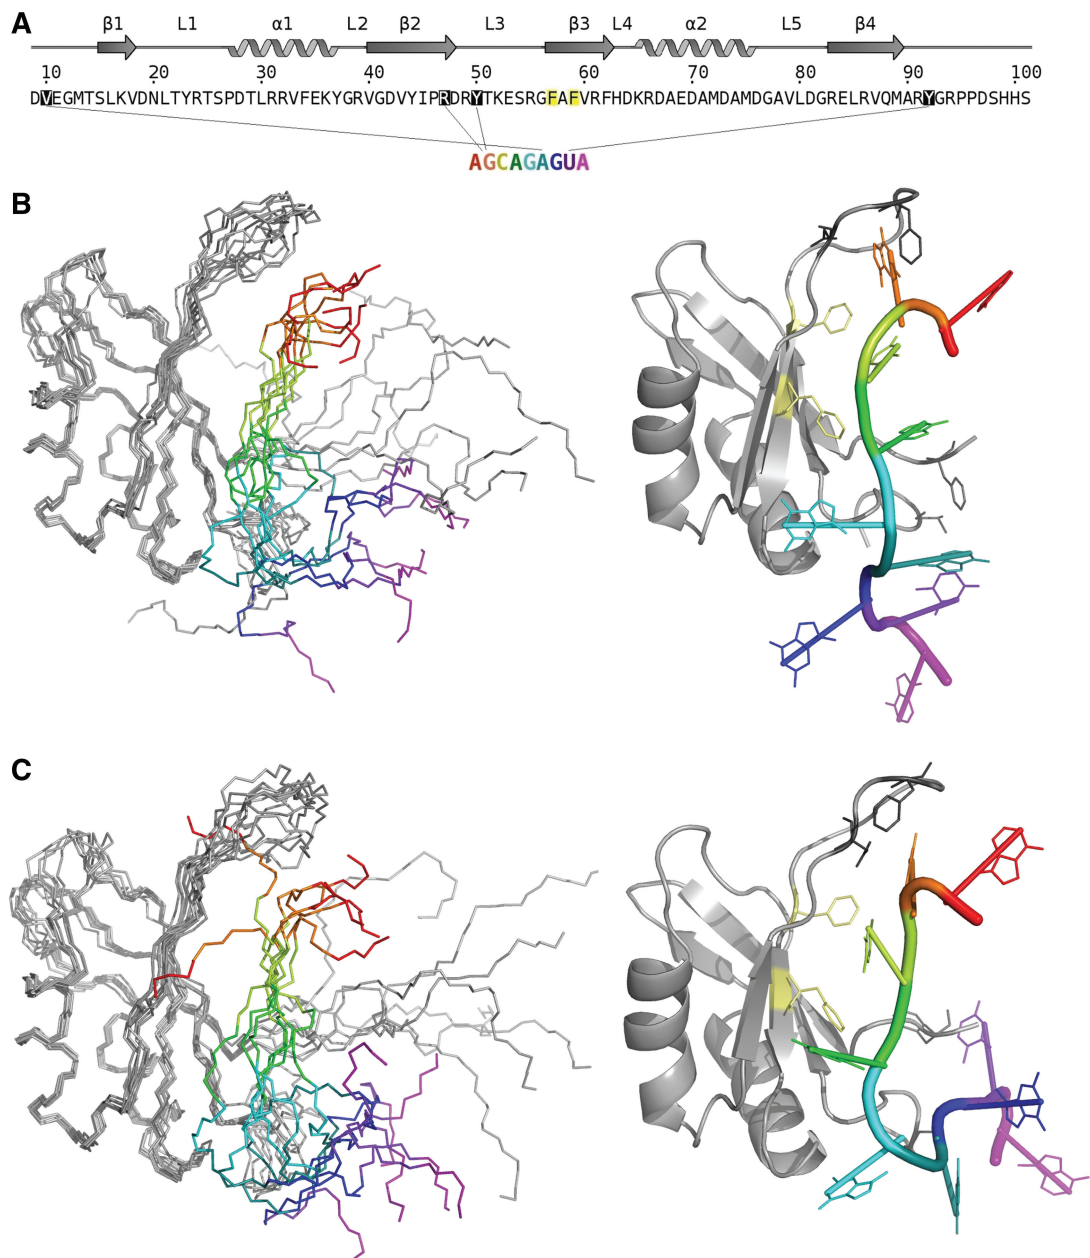 A
β1 L1 α1 L2 β2 L3 β3 L4 α2 L5 β4
10 20 30 40 50 60 70 80 90 100
DVEGMTSLKVDNLTYRTSPDTLRRVFEKYGRVGDVYIPRDRYTKESRGFAFVRFHDKRDAEDAMDAMDGAVLDGRELRVQMARYGRPPDSHHS
AGCAGAGUA
B
C